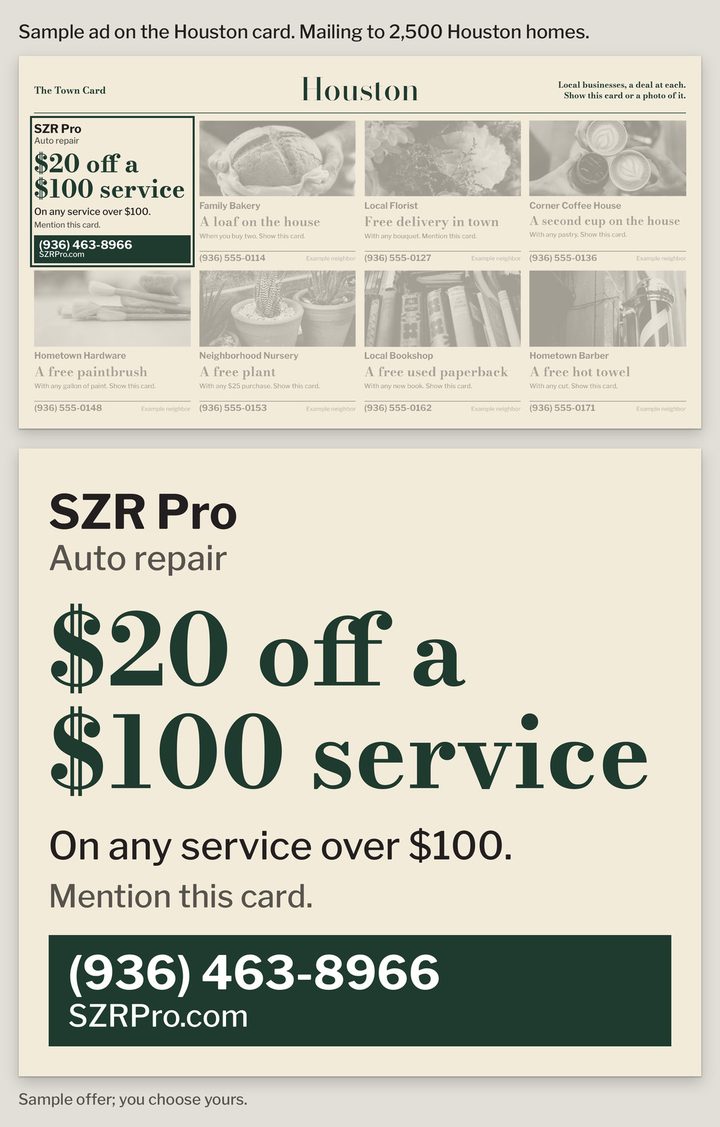 Sample ad on the Houston card. Mailing to 2,500 Houston homes.
The Town Card
Houston
Local businesses, a deal at each.
Show this card or a photo of it.
SZR Pro
Auto repair
$20 off a
$100 service
On any service over $100.
Mention this card.
(936) 463-8966
SZRPro.com
Family Bakery
A loaf on the house
When you buy two. Show this card.
(936) 555-0114
Example neighbor
Local Florist
Free delivery in town
With any bouquet. Mention this card.
(936) 555-0127
Example neighbor
Corner Coffee House
A second cup on the house
With any pastry. Show this card.
(936) 555-0136
Example neighbor
Hometown Hardware
A free paintbrush
With any gallon of paint. Show this card.
(936) 555-0148
Example neighbor
Neighborhood Nursery
A free plant
With any $25 purchase. Show this card.
(936) 555-0153
Example neighbor
Local Bookshop
A free used paperback
With any new book. Show this card.
(936) 555-0162
Example neighbor
Hometown Barber
A free hot towel
With any cut. Show this card.
(936) 555-0171
Example neighbor
SZR Pro
Auto repair
$20 off a
$100 service
On any service over $100.
Mention this card.
(936) 463-8966
SZRPro.com
Sample offer; you choose yours.